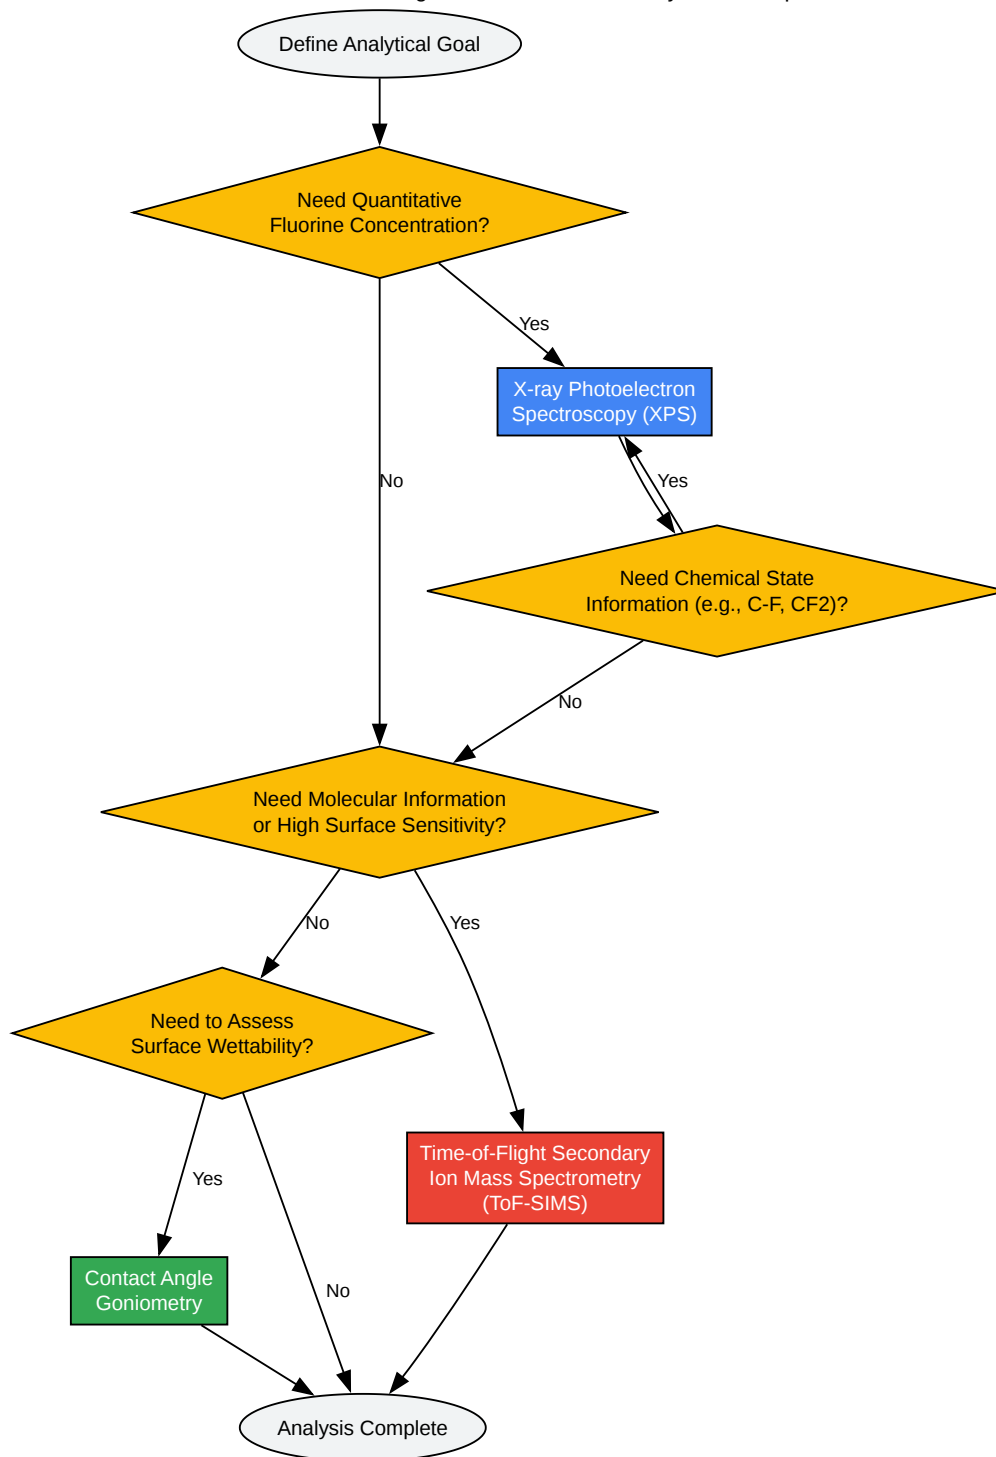 Define Analytical Goal
Need Quantitative
Fluorine Concentration?
Yes
X-ray Photoelectron
Spectroscopy (XPS)
No
Yes
Need Chemical State
Information (e.g., C-F, CF2)?
No
Need Molecular Information
or High Surface Sensitivity?
No
Yes
Need to Assess
Surface Wettability?
Yes
Time-of-Flight Secondary
Ion Mass Spectrometry
(ToF-SIMS)
Contact Angle
Goniometry
No
Analysis Complete